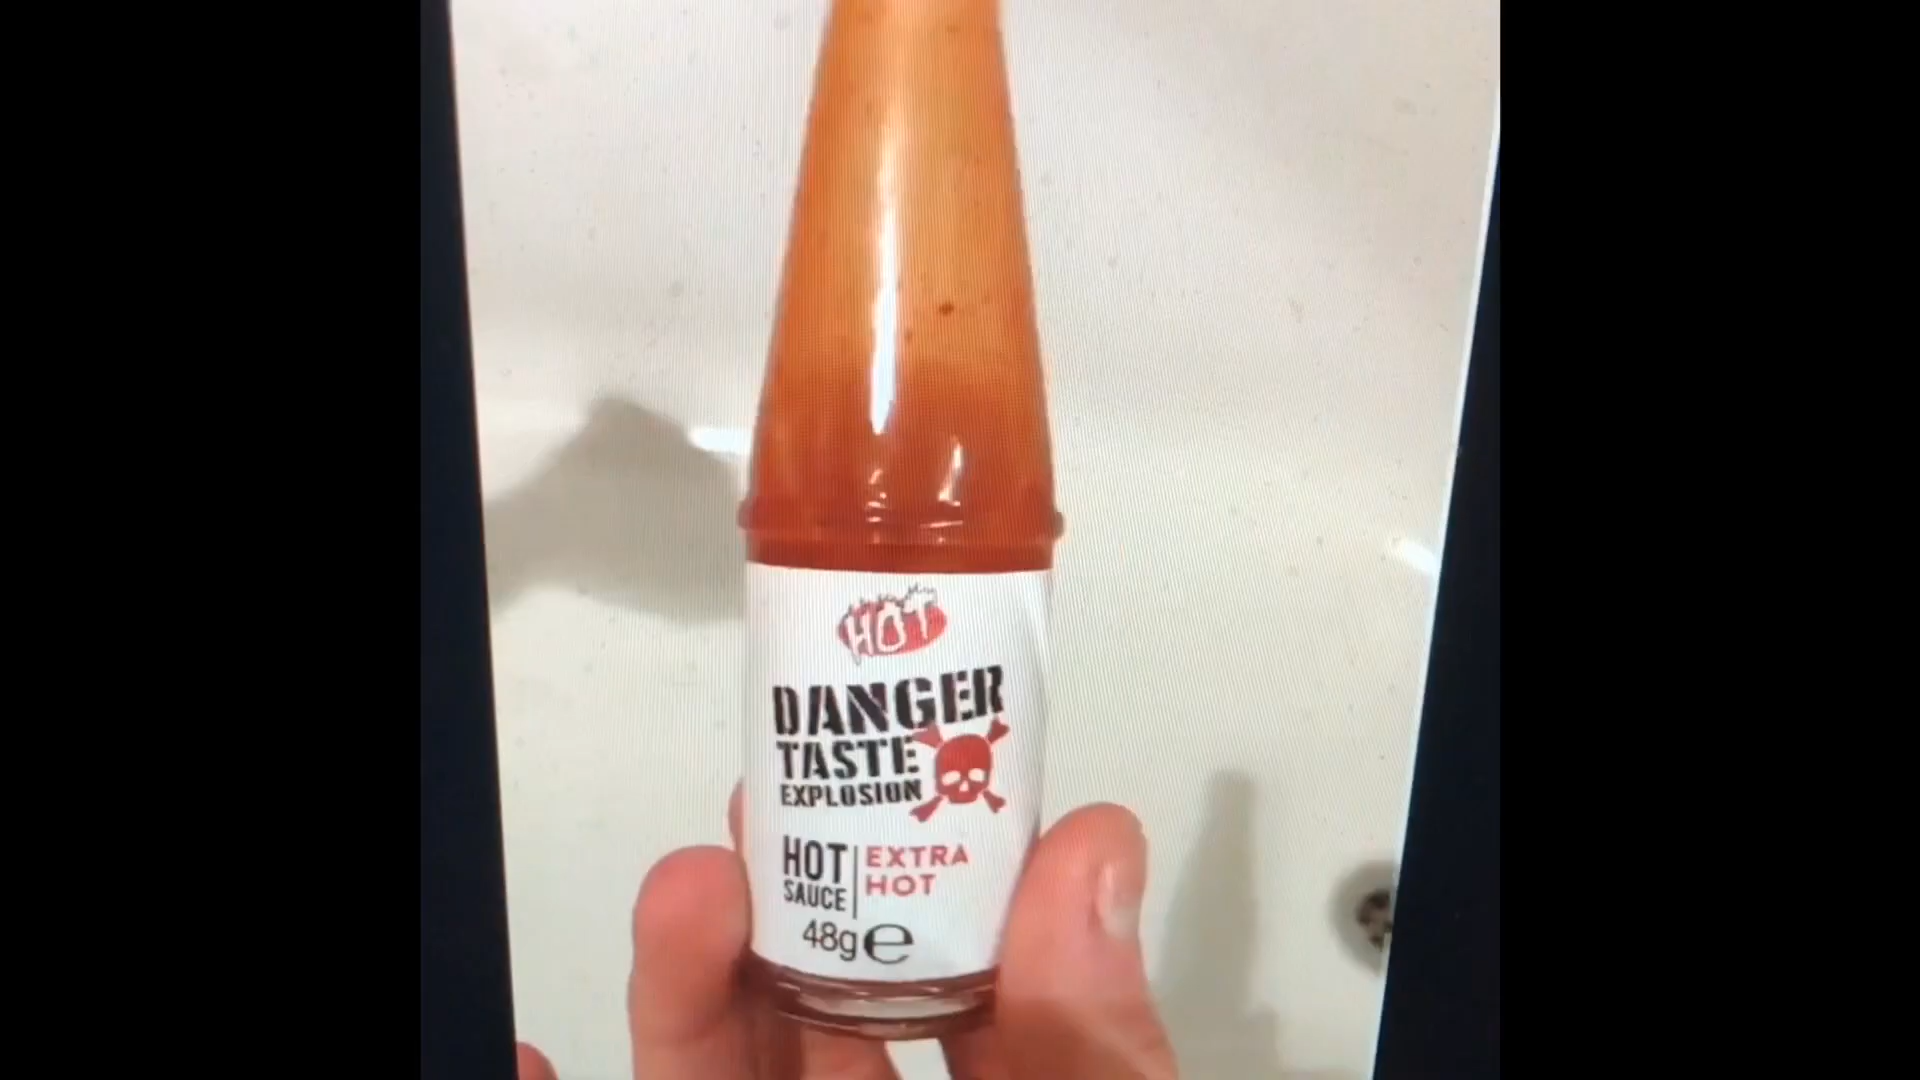 HOT
DANGER
TASTE
EXPLOSION
HOT
SAUCE
EXTRA
HOT
48g℮